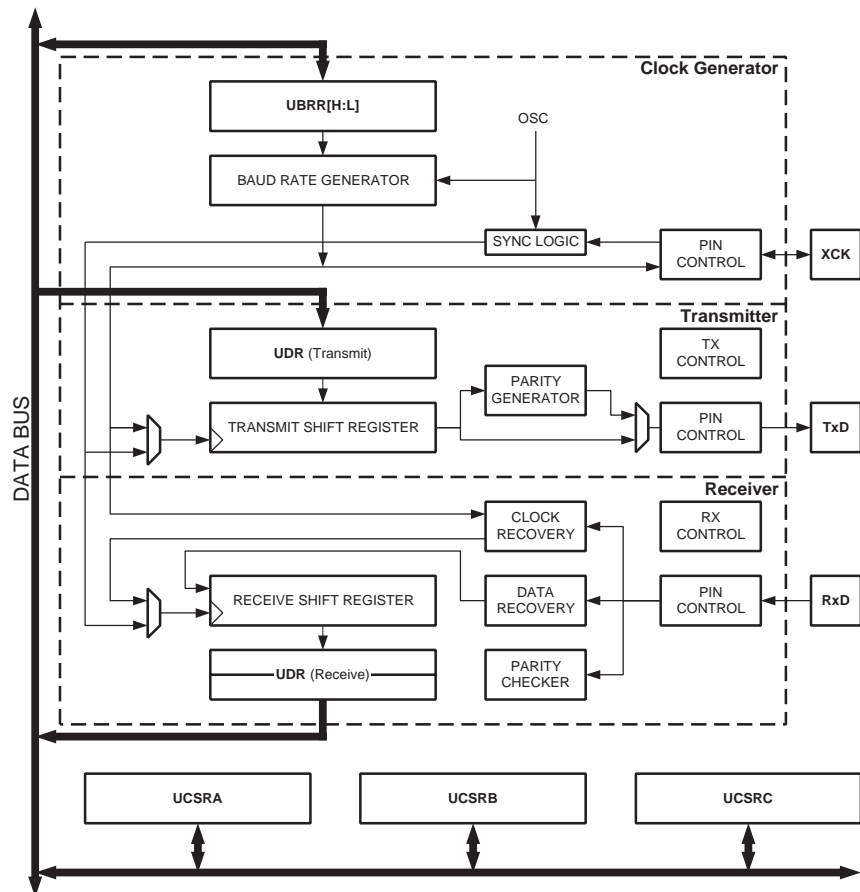 Clock Generator
UBRR[H:L]
OSC
BAUD RATE GENERATOR
SYNC LOGIC
PIN
CONTROL
XCK
Transmitter
UDR (Transmit)
TX
CONTROL
PARITY
GENERATOR
TRANSMIT SHIFT REGISTER
PIN
CONTROL
TxD
DATA BUS
Receiver
CLOCK
RECOVERY
RX
CONTROL
RECEIVE SHIFT REGISTER
DATA
RECOVERY
PIN
CONTROL
RxD
UDR (Receive)
PARITY
CHECKER
UCSRA
UCSRB
UCSRC